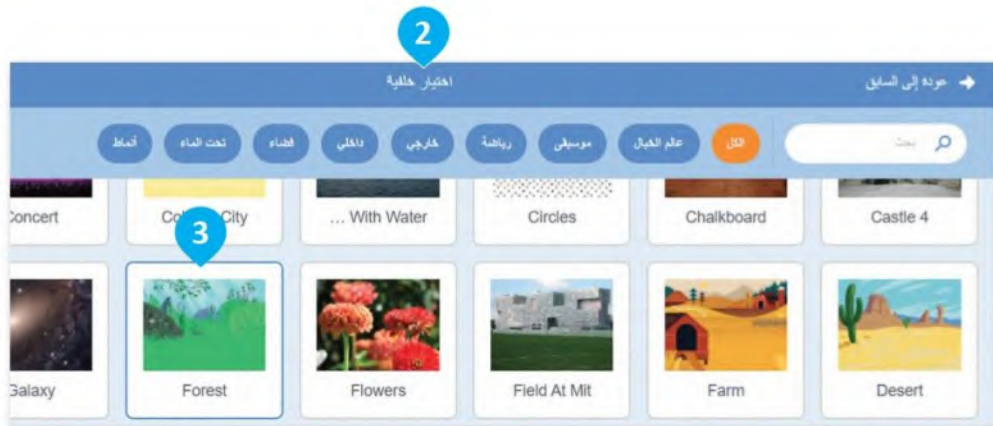 2
عوده إلى السابق
اختيار خلفية
بحث
الكل
عالم الخيال
موسيقى
رياضة
خارجي
داخلي
فضاء
تحت الماء
أنماط
Castle 4
Chalkboard
Circles
... With Water
City
Concert
3
Desert
Farm
Field At Mit
Flowers
Forest
Galaxy